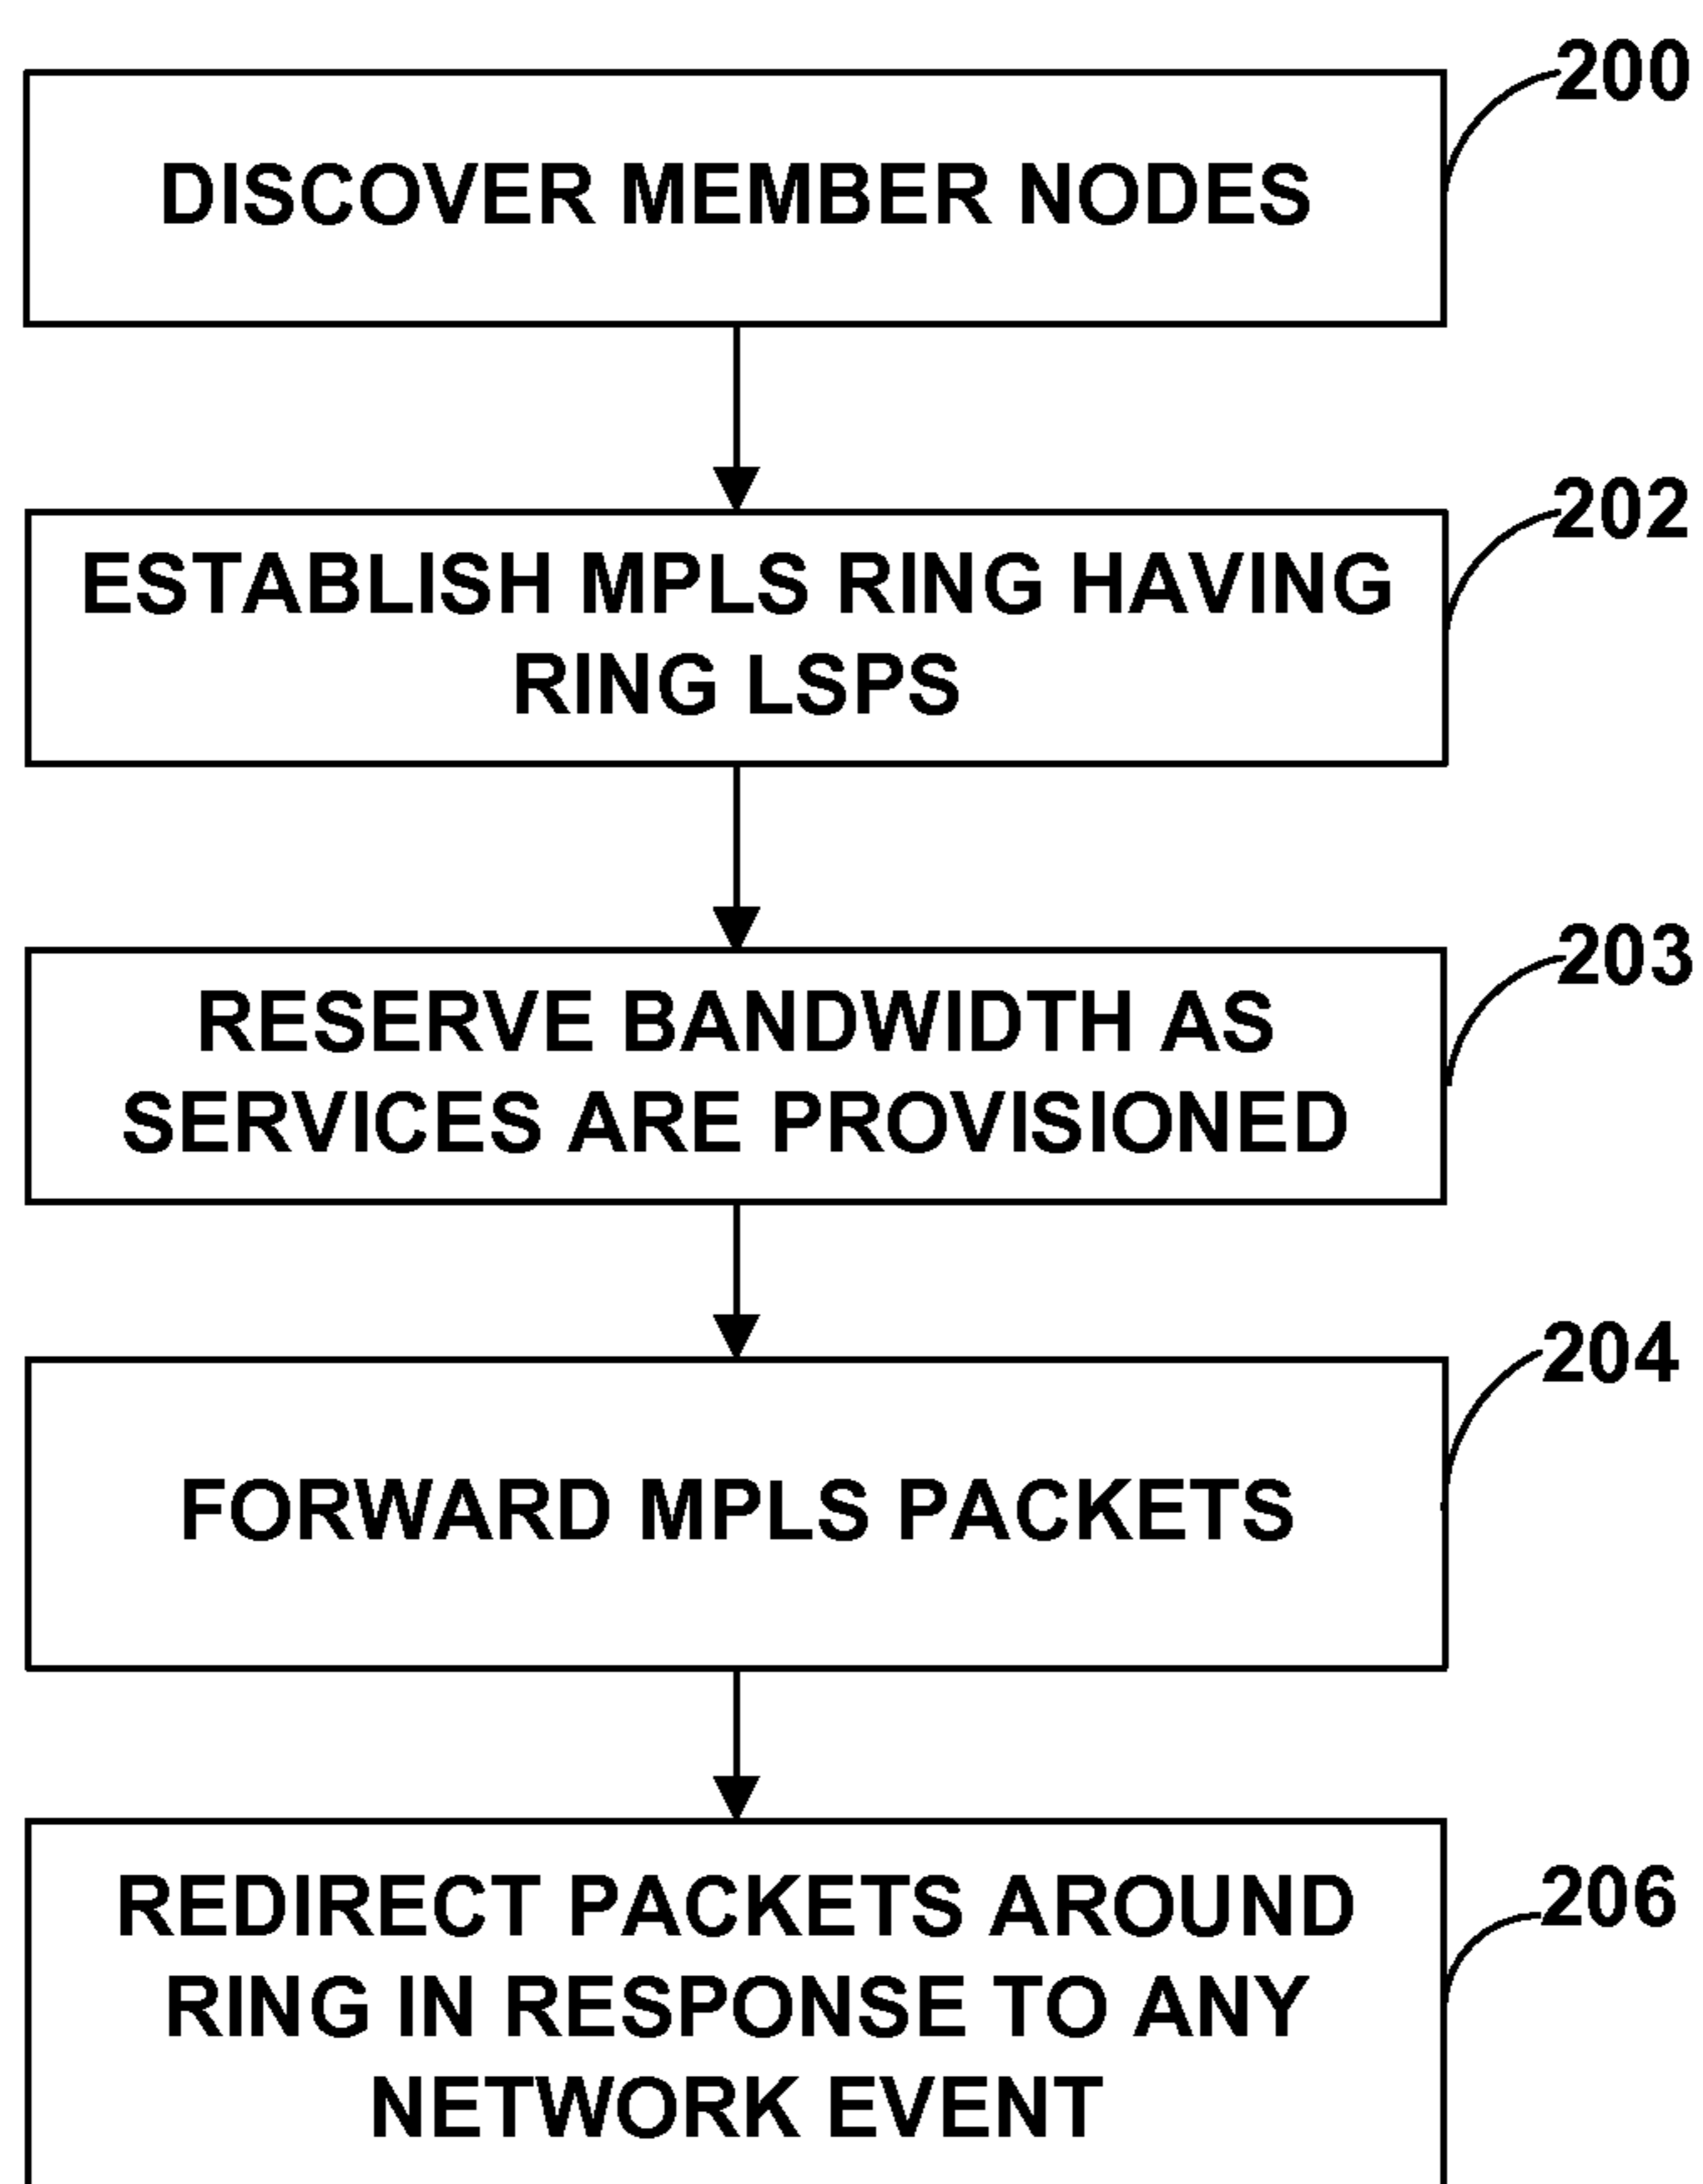 200
DISCOVER MEMBER NODES
202
ESTABLISH MPLS RING HAVING
RING LSPS
203
RESERVE BANDWIDTH AS
SERVICES ARE PROVISIONED
204
FORWARD MPLS PACKETS
206
REDIRECT PACKETS AROUND
RING IN RESPONSE TO ANY
NETWORK EVENT